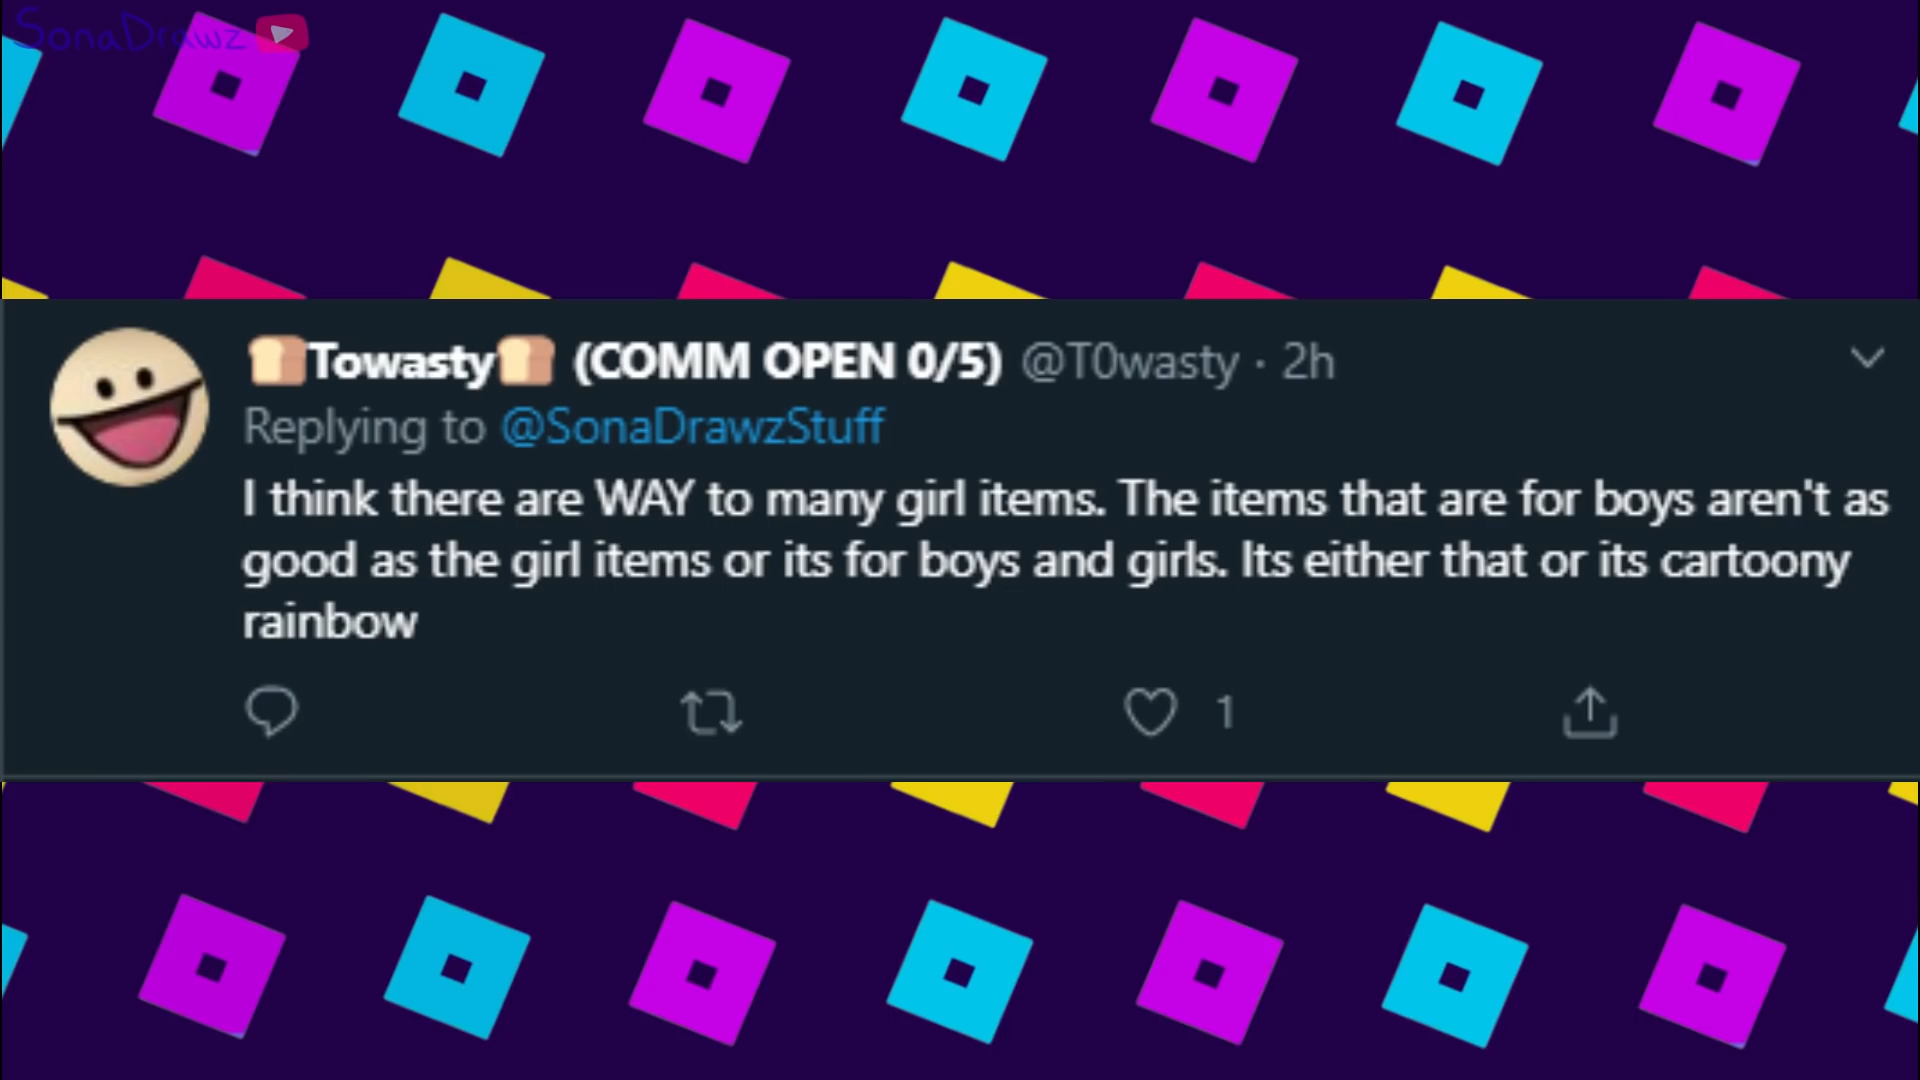 SonaDrawz
🍞Towasty🍞 (COMM OPEN 0/5) @T0wasty · 2h
Replying to @SonaDrawzStuff
I think there are WAY to many girl items. The items that are for boys aren't as
good as the girl items or its for boys and girls. Its either that or its cartoony
rainbow
1